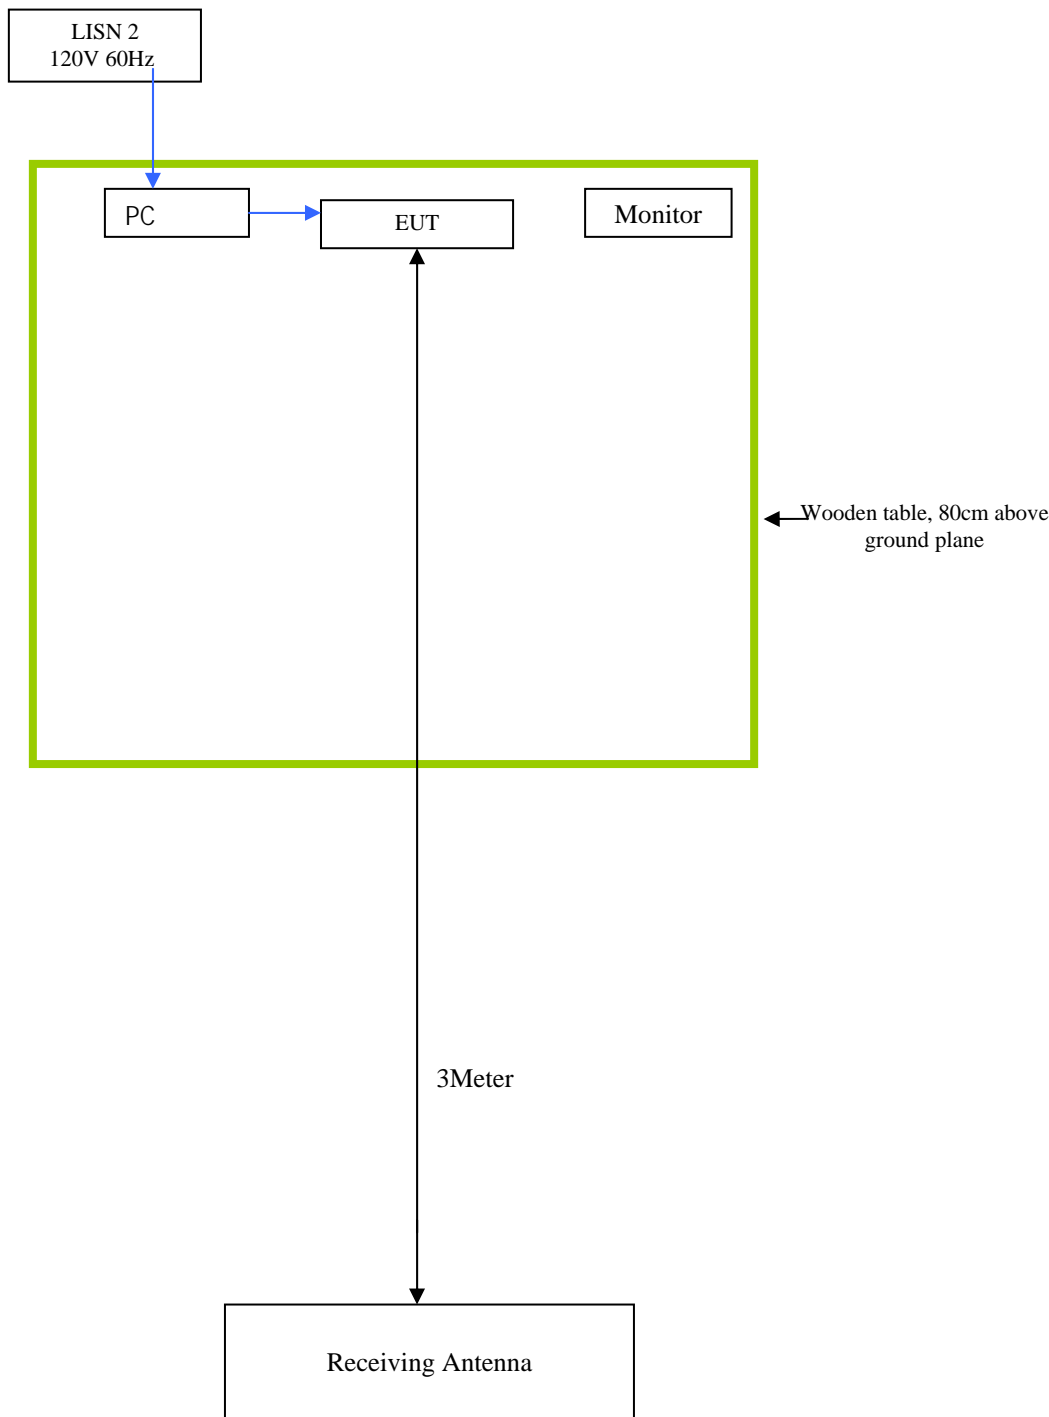 LISN 2
120V 60Hz
PC
EUT
Monitor
Wooden table, 80cm above
ground plane
3Meter
Receiving Antenna